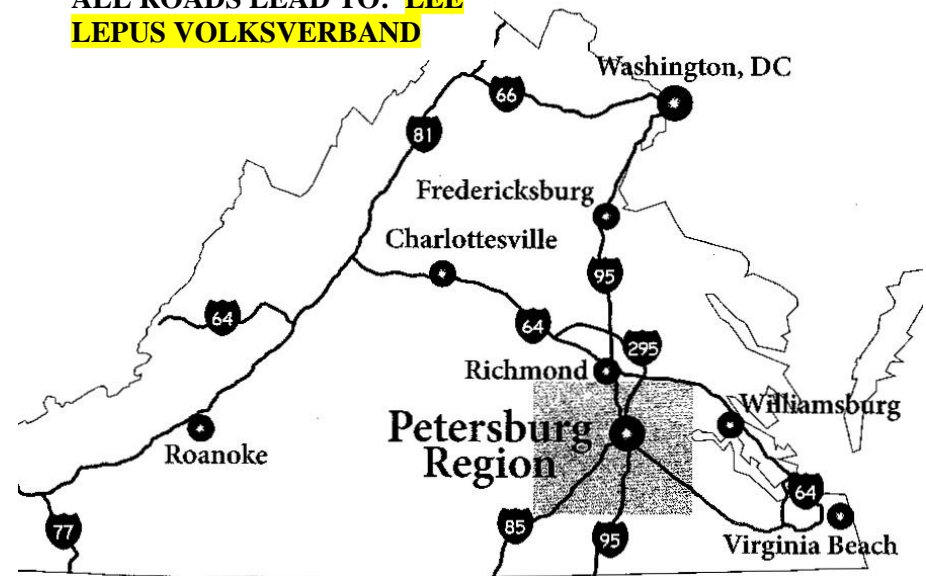 ALL ROADS LEAD TO: LEE
LEPUS VOLKSVERBAND
Washington, DC
66
81
Fredericksburg
Charlottesville
95
64
64
295
Richmond
Williamsburg
Petersburg
Region
Roanoke
64
85
95
77
Virginia Beach